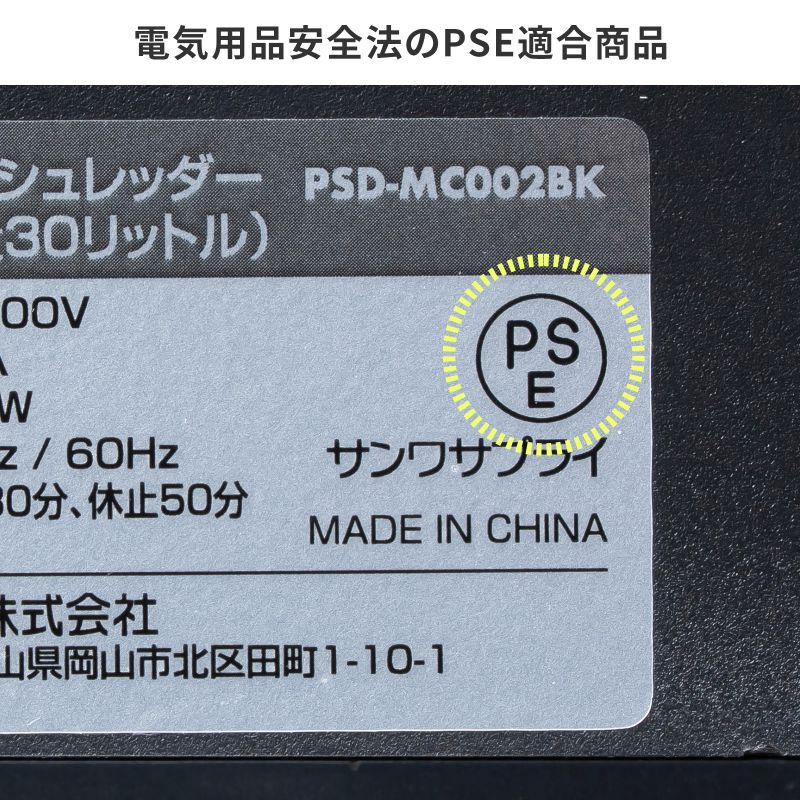 電気用品安全法のPSE適合商品
シュレッダー PSD-MC002BK
30リットル)
00V
W
z / 60Hz
30分、休止50分
PS
E
サンワサプライ
MADE IN CHINA
株式会社
山県岡山市北区田町1-10-1